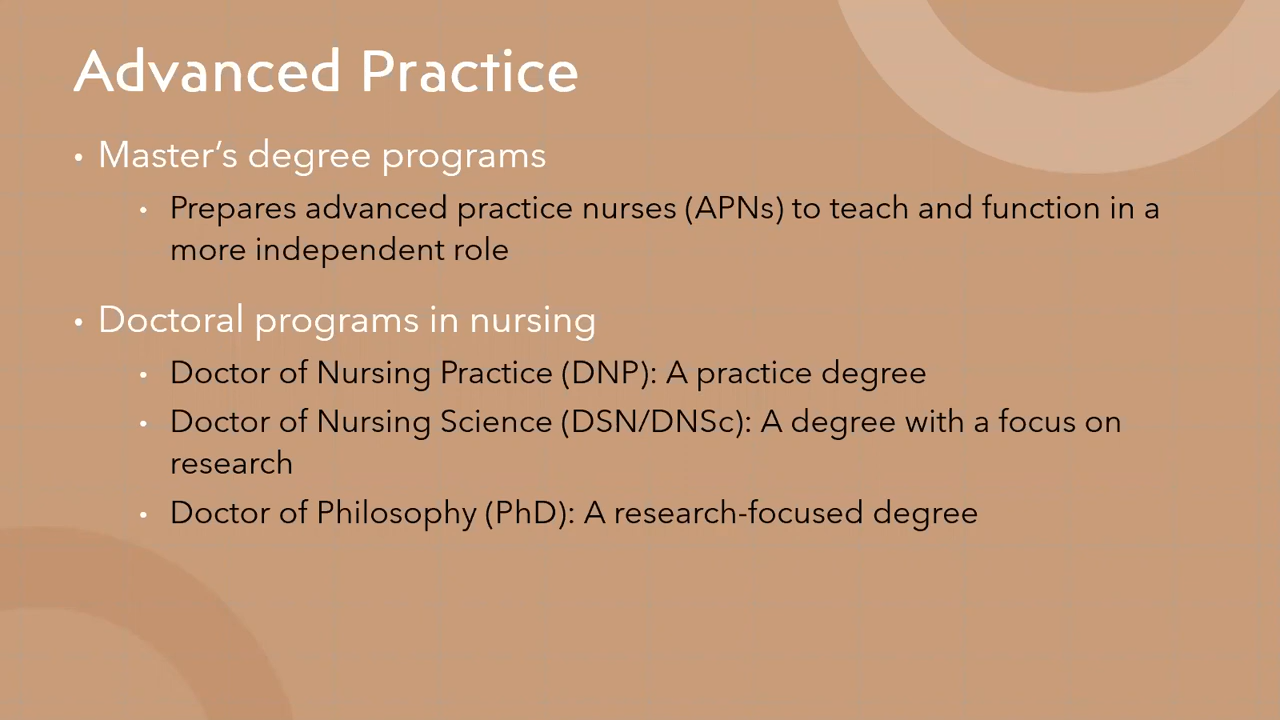 Advanced Practice
• Master’s degree programs
• Prepares advanced practice nurses (APNs) to teach and function in a
more independent role
• Doctoral programs in nursing
• Doctor of Nursing Practice (DNP): A practice degree
• Doctor of Nursing Science (DSN/DNSc): A degree with a focus on
research
• Doctor of Philosophy (PhD): A research-focused degree